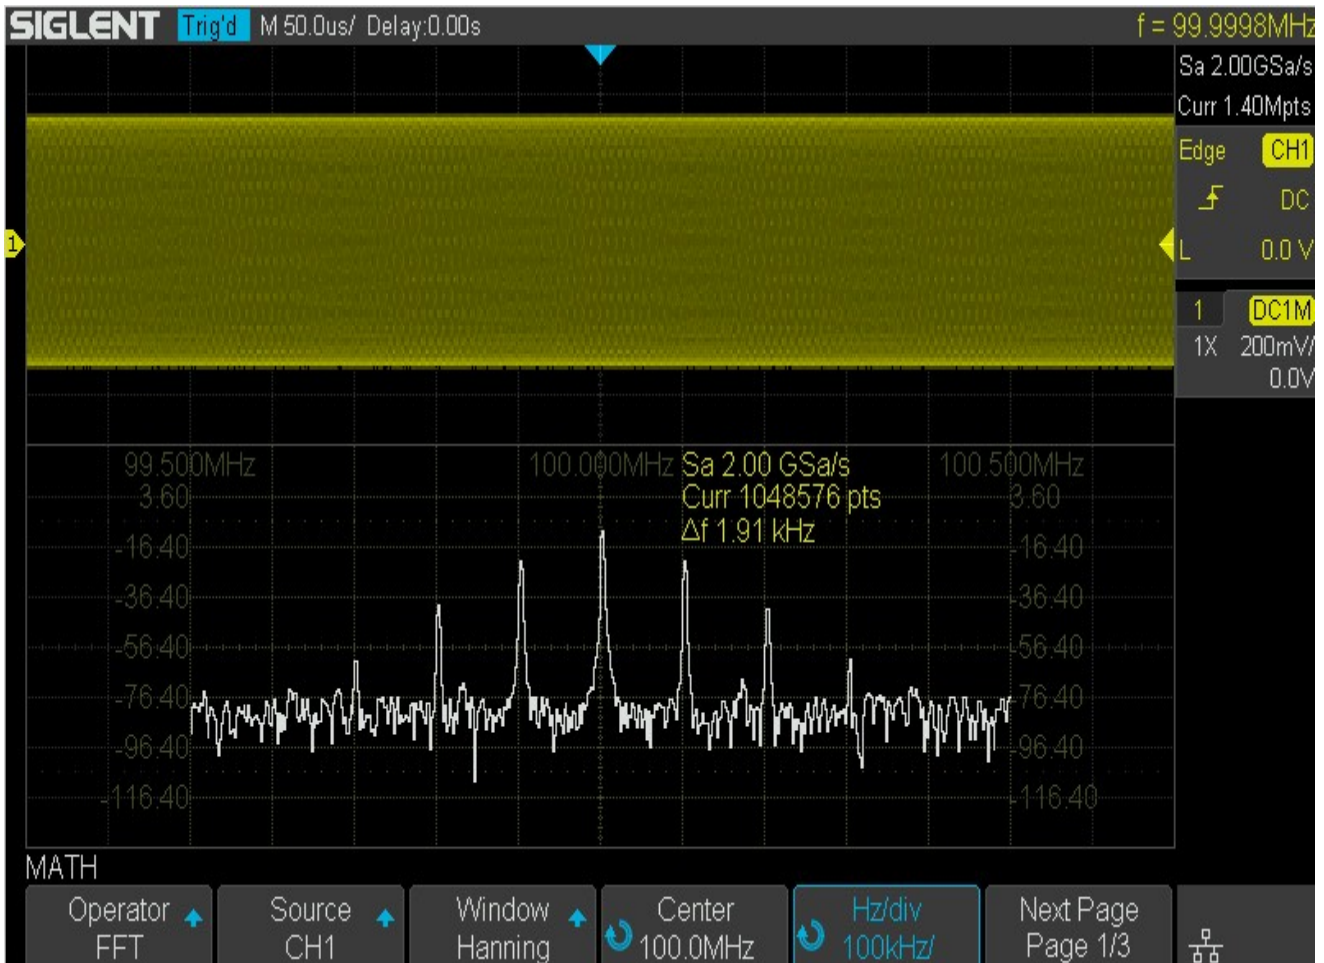 SIGLENT Trig'd M 50.0us/ Delay:0.00s f = 99.9998MHz
Sa 2.00GSa/s
Curr 1.40Mpts
Edge CH1
DC
L 0.0 V
1
1 DC1M
1X 200mV/
0.0V
99.500MHz 100.000MHz Sa 2.00 GSa/s 100.500MHz
3.60 Curr 1048576 pts 3.60
Δf 1.91 kHz
-16.40 -16.40
-36.40 -36.40
-56.40 -56.40
-76.40 -76.40
-96.40 -96.40
-116.40 -116.40
MATH
Operator Source Window Center Hz/div Next Page
FFT CH1 Hanning 100.0MHz 100kHz/ Page 1/3